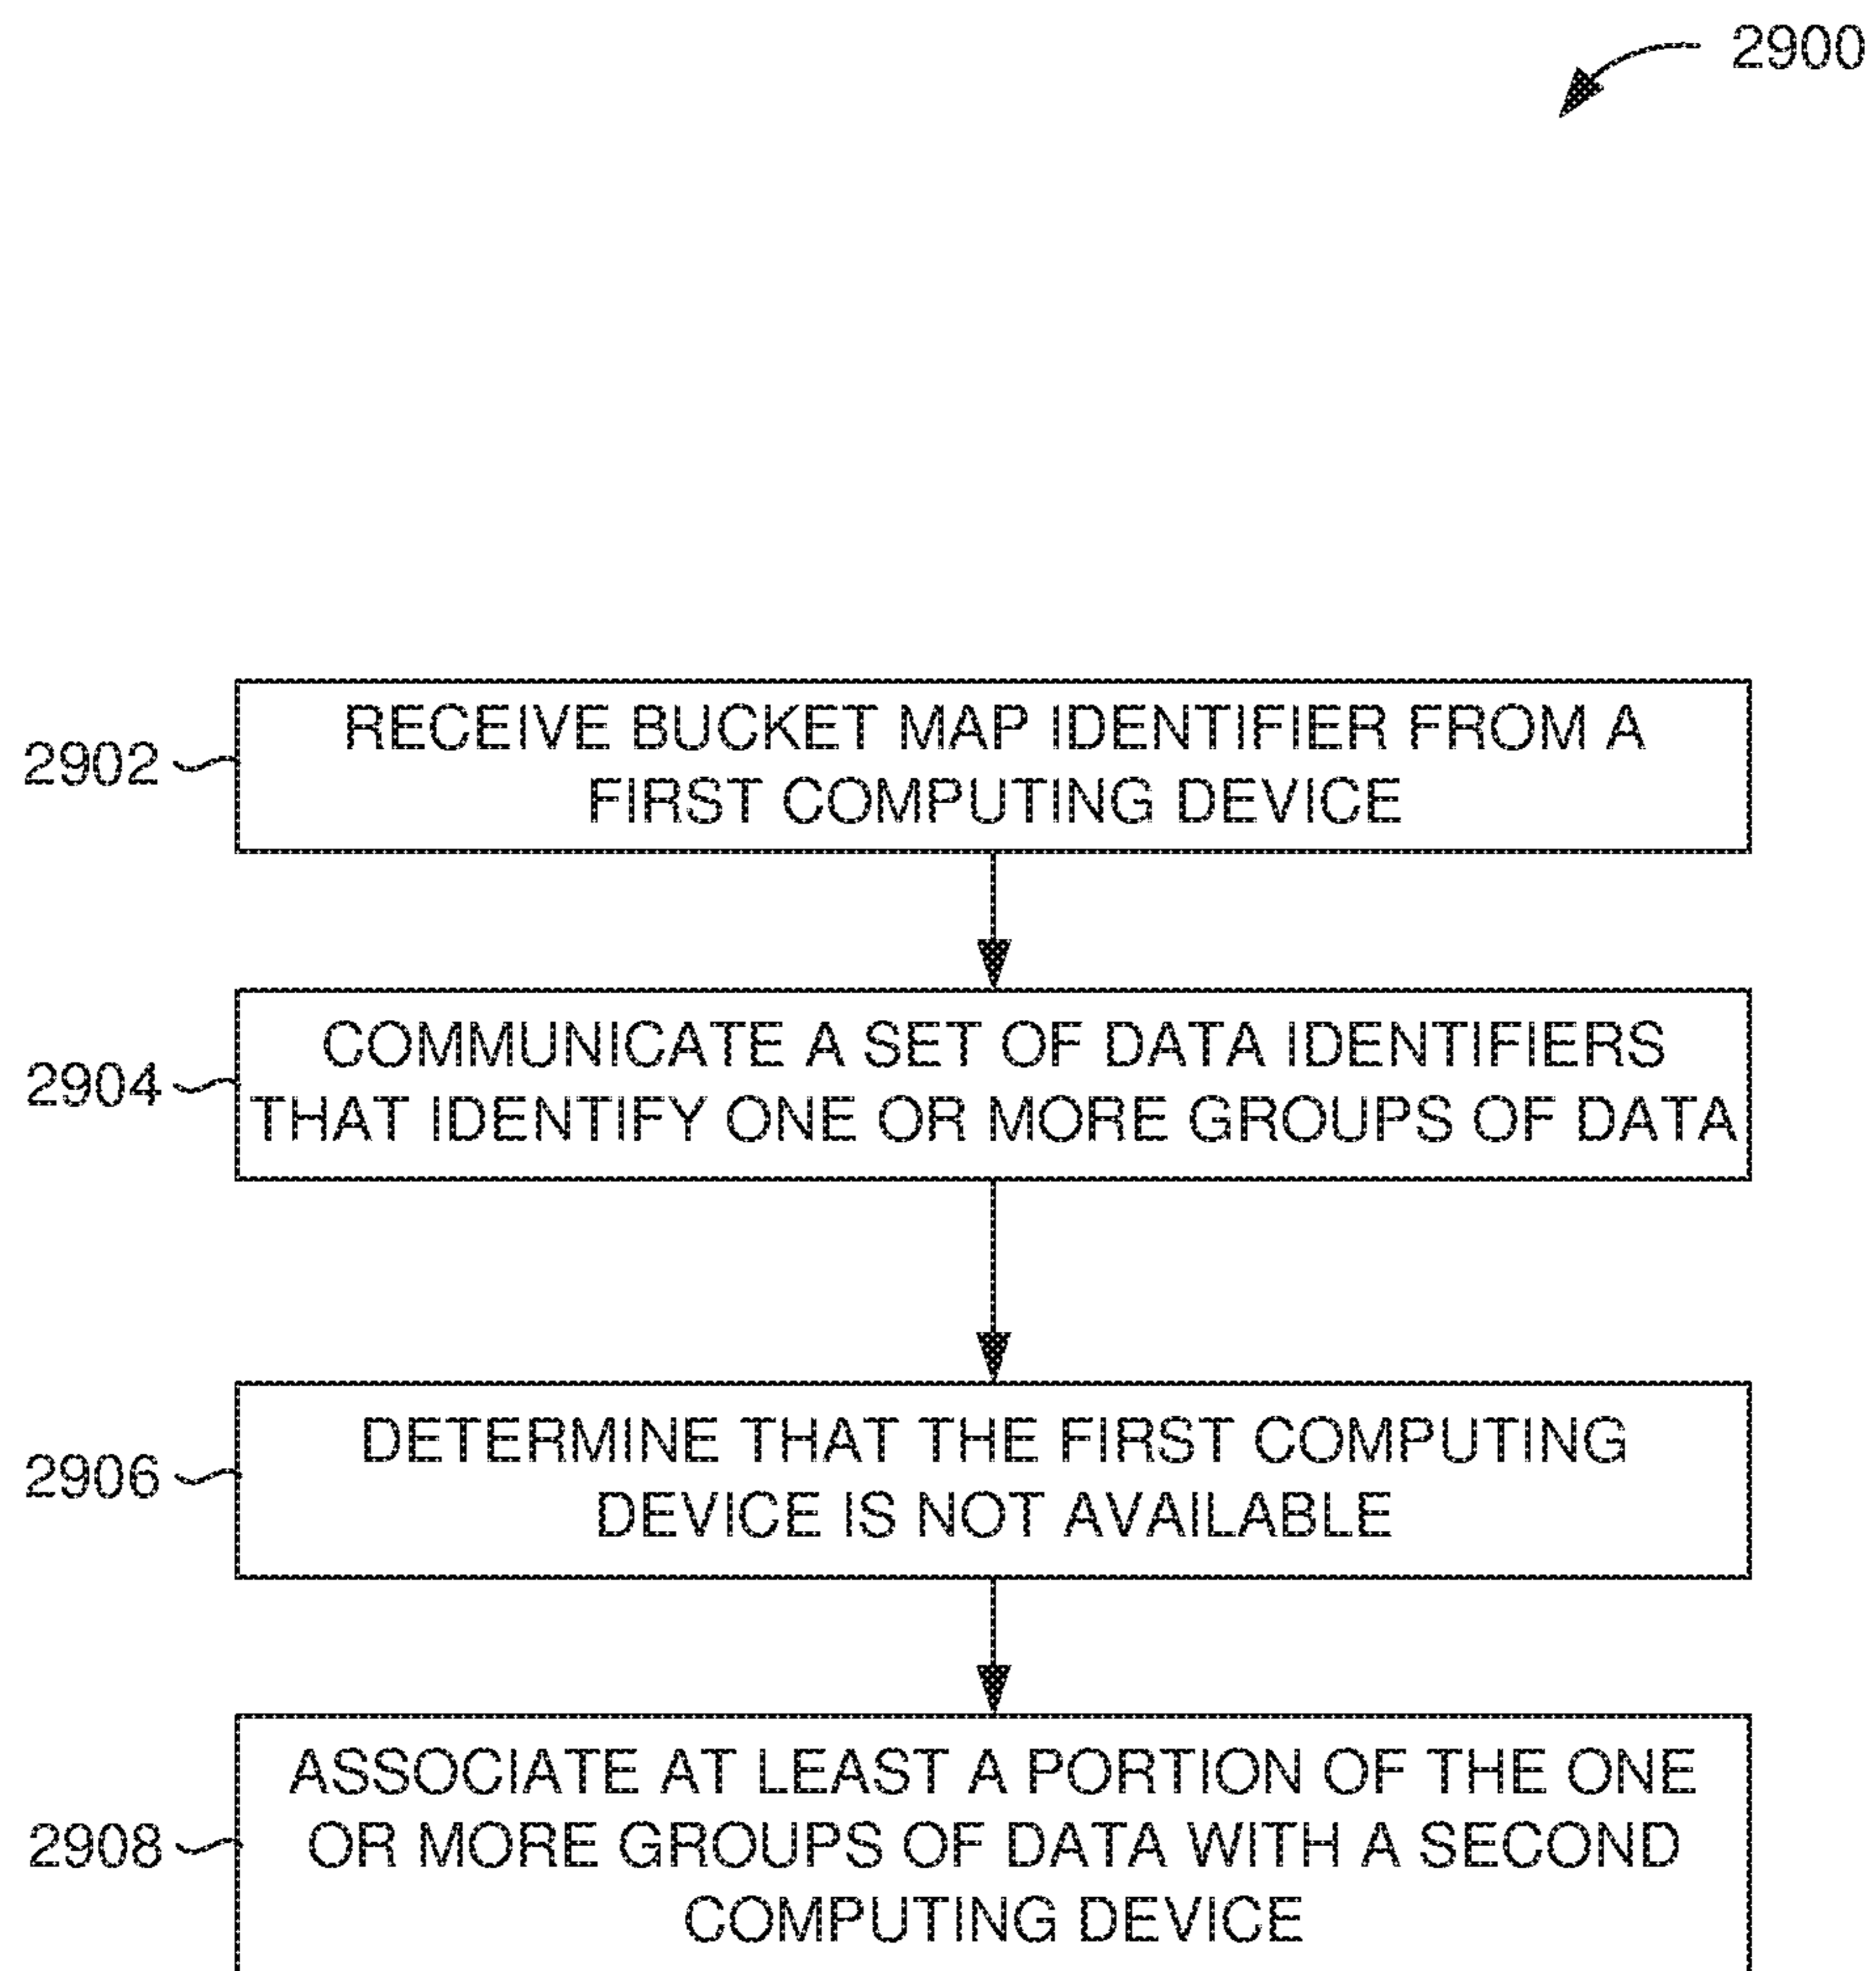 2900
RECEIVE BUCKET MAP IDENTIFIER FROM A
FIRST COMPUTING DEVICE
2902
COMMUNICATE A SET OF DATA IDENTIFIERS
THAT IDENTIFY ONE OR MORE GROUPS OF DATA
2904
DETERMINE THAT THE FIRST COMPUTING
DEVICE IS NOT AVAILABLE
2906
ASSOCIATE AT LEAST A PORTION OF THE ONE
OR MORE GROUPS OF DATA WITH A SECOND
COMPUTING DEVICE
2908